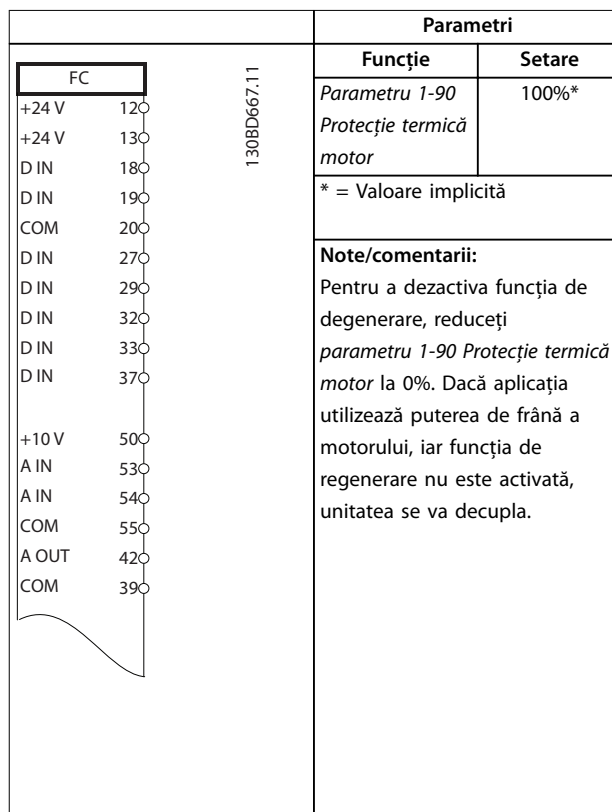 FC
+24 V 12
+24 V 13
D IN 18
D IN 19
COM 20
D IN 27
D IN 29
D IN 32
D IN 33
D IN 37
+10 V 50
A IN 53
A IN 54
COM 55
A OUT 42
COM 39
130BD667.11
Parametri
Funcție Setare
Parametru 1-90 100%*
Protecție termică
motor
* = Valoare implicită
Note/comentarii:
Pentru a dezactiva funcția de
degenerare, reduceți
parametru 1-90 Protecție termică
motor la 0%. Dacă aplicația
utilizează puterea de frână a
motorului, iar funcția de
regenerare nu este activată,
unitatea se va decupla.